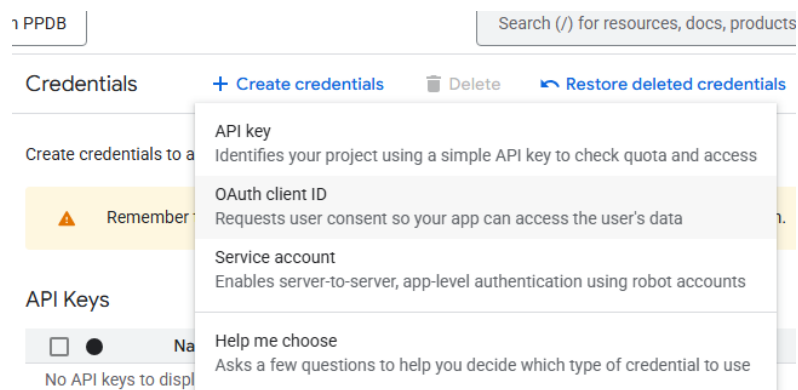 PPDB
Search (/) for resources, docs, products
Credentials
+ Create credentials
Delete
Restore deleted credentials
API key
Identifies your project using a simple API key to check quota and access
Create credentials to a
OAuth client ID
Requests user consent so your app can access the user's data
Remember
Service account
Enables server-to-server, app-level authentication using robot accounts
API Keys
Help me choose
Asks a few questions to help you decide which type of credential to use
Na
No API keys to displ